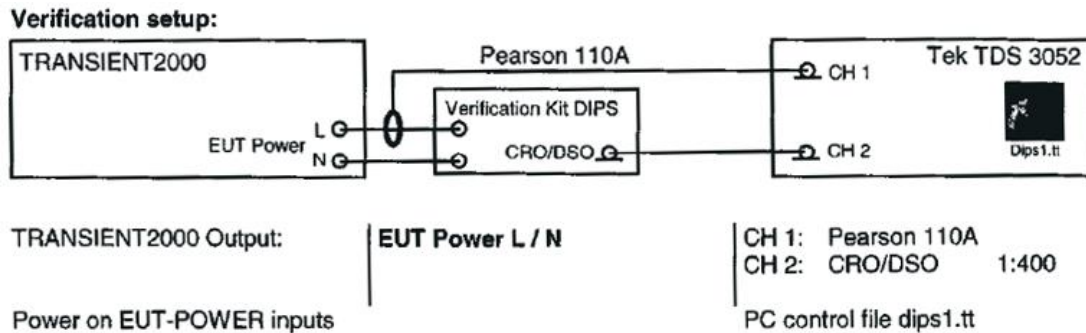 Verification setup:
TRANSIENT2000
Pearson 110A
Tek TDS 3052
CH 1
Verification Kit DIPS
L
EUT Power
N
CRO/DSO
CH 2
Dips1.tt
TRANSIENT2000 Output:
EUT Power L / N
CH 1: Pearson 110A
CH 2: CRO/DSO 1:400
Power on EUT-POWER inputs
PC control file dips1.tt